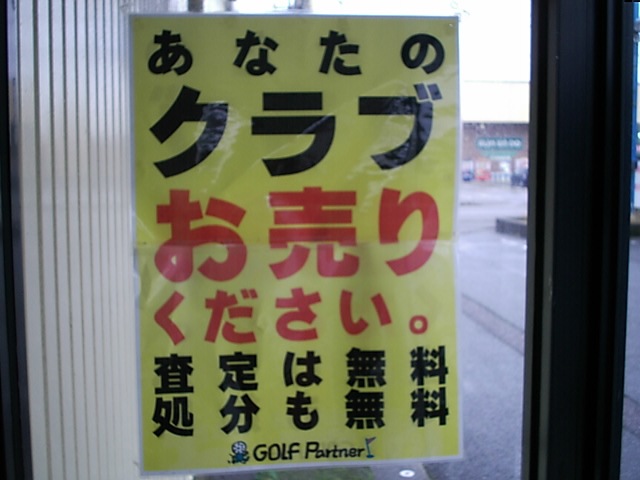 あなたの
クラブ
お売り
ください。
査定は無料
処分も無料
GOLF Partner